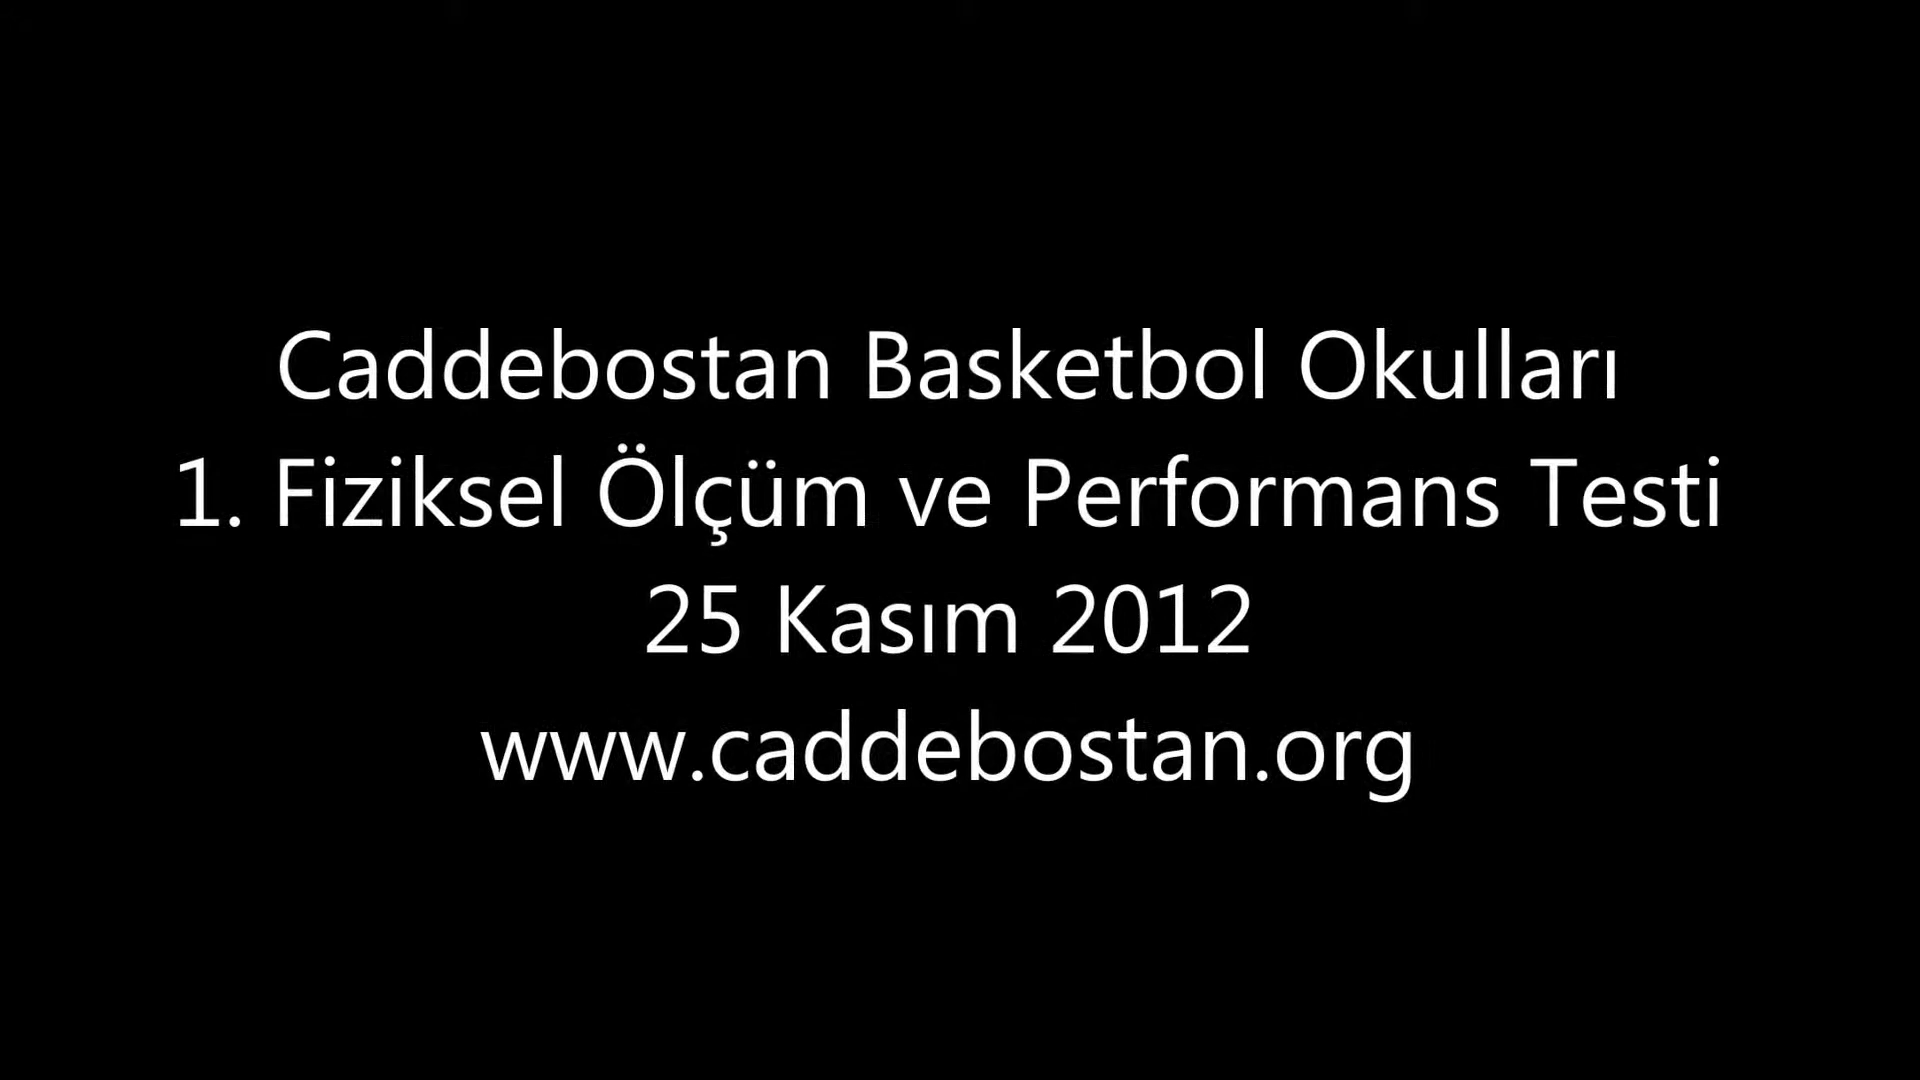 Caddebostan Basketbol Okulları
1. Fiziksel Ölçüm ve Performans Testi
25 Kasım 2012
www.caddebostan.org